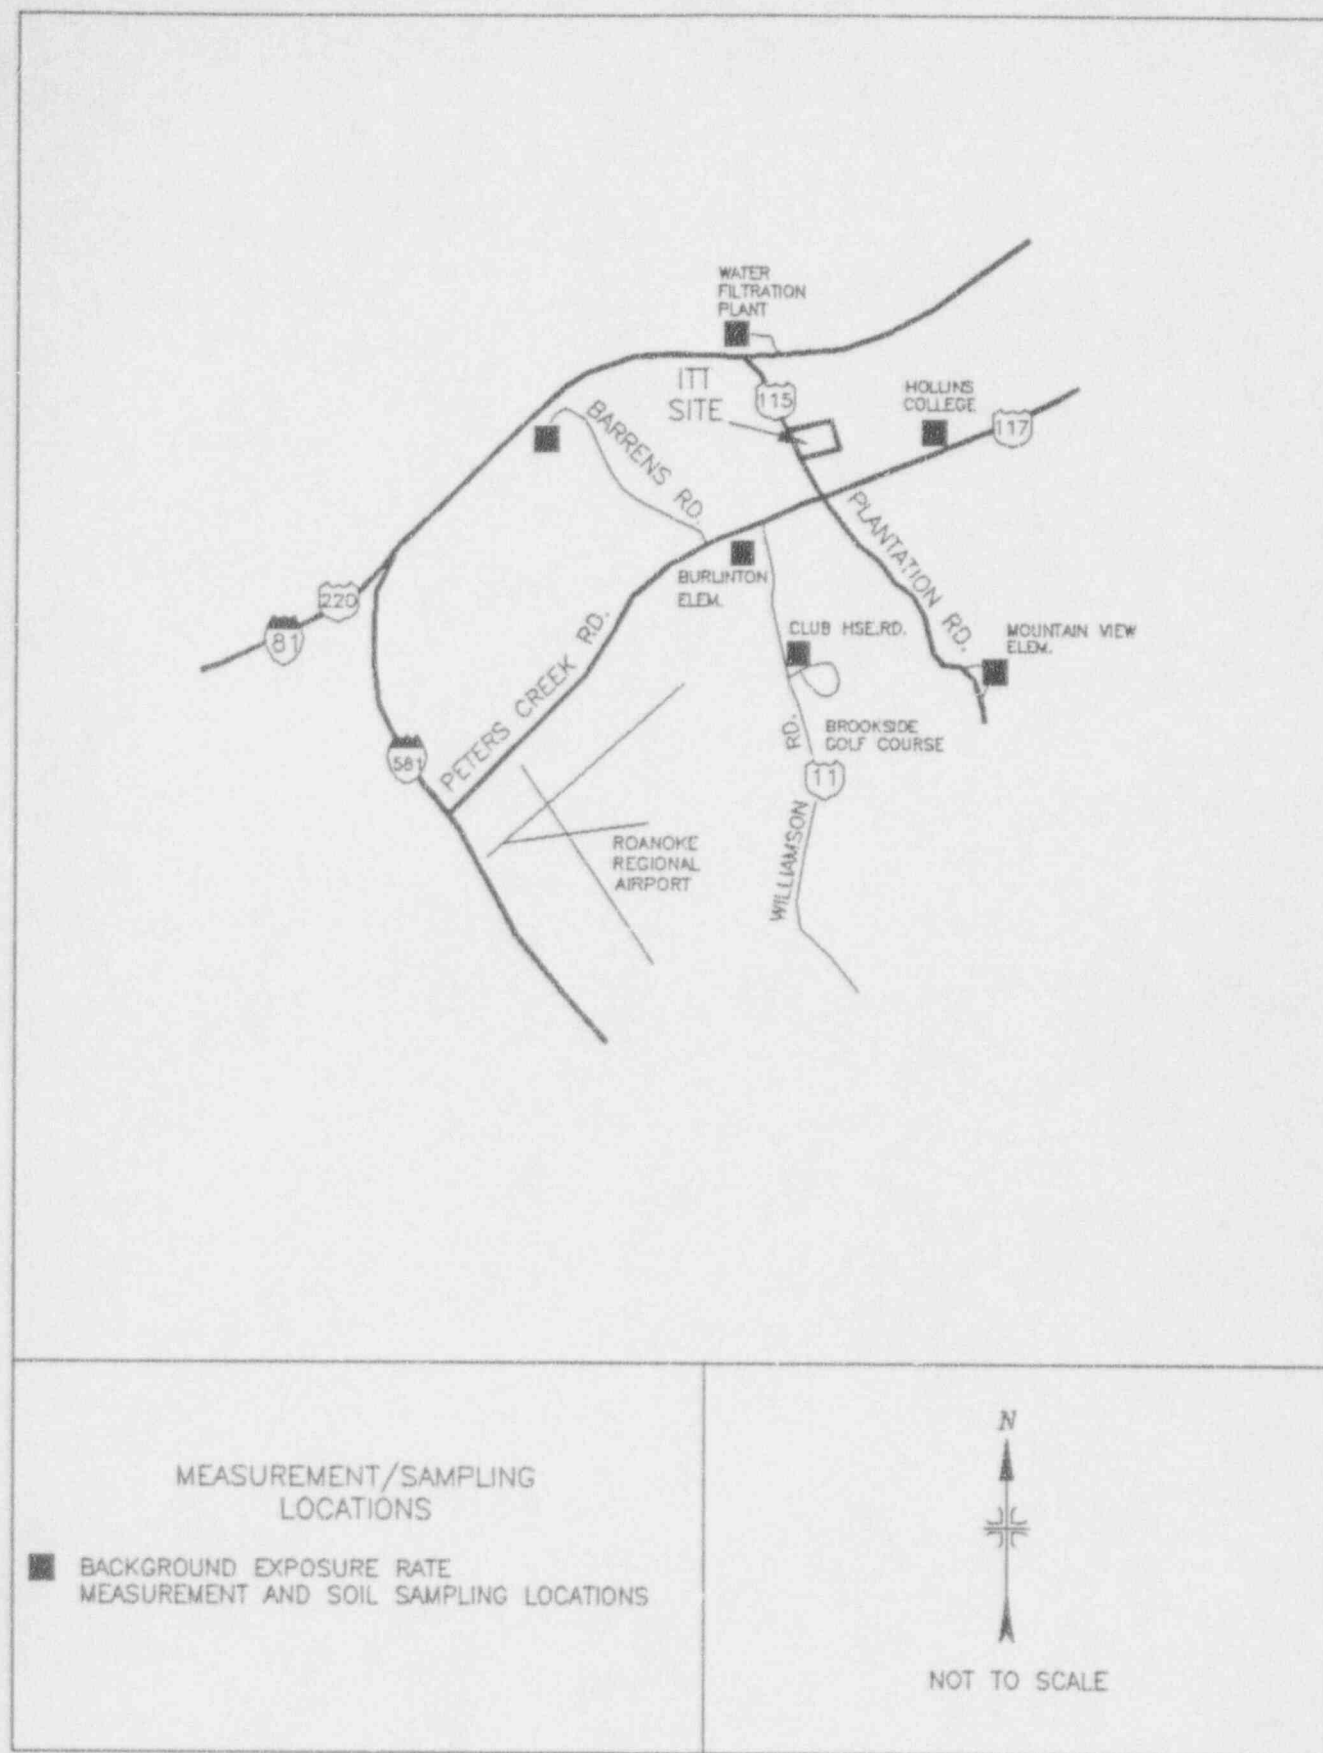 WATER
FILTRATION
PLANT
ITT
SITE
115
HOLLINS
COLLEGE
117
BARRENS RD.
PLANTATION RD.
BURLINTON
ELEM.
220
81
CLUB HSE.RD.
MOUNTAIN VIEW
ELEM.
PETERS CREEK RD.
581
BROOKSIDE
GOLF COURSE
11
WILLIAMSON RD.
ROANOKE
REGIONAL
AIRPORT
MEASUREMENT/SAMPLING
LOCATIONS
BACKGROUND EXPOSURE RATE
MEASUREMENT AND SOIL SAMPLING LOCATIONS
N
NOT TO SCALE